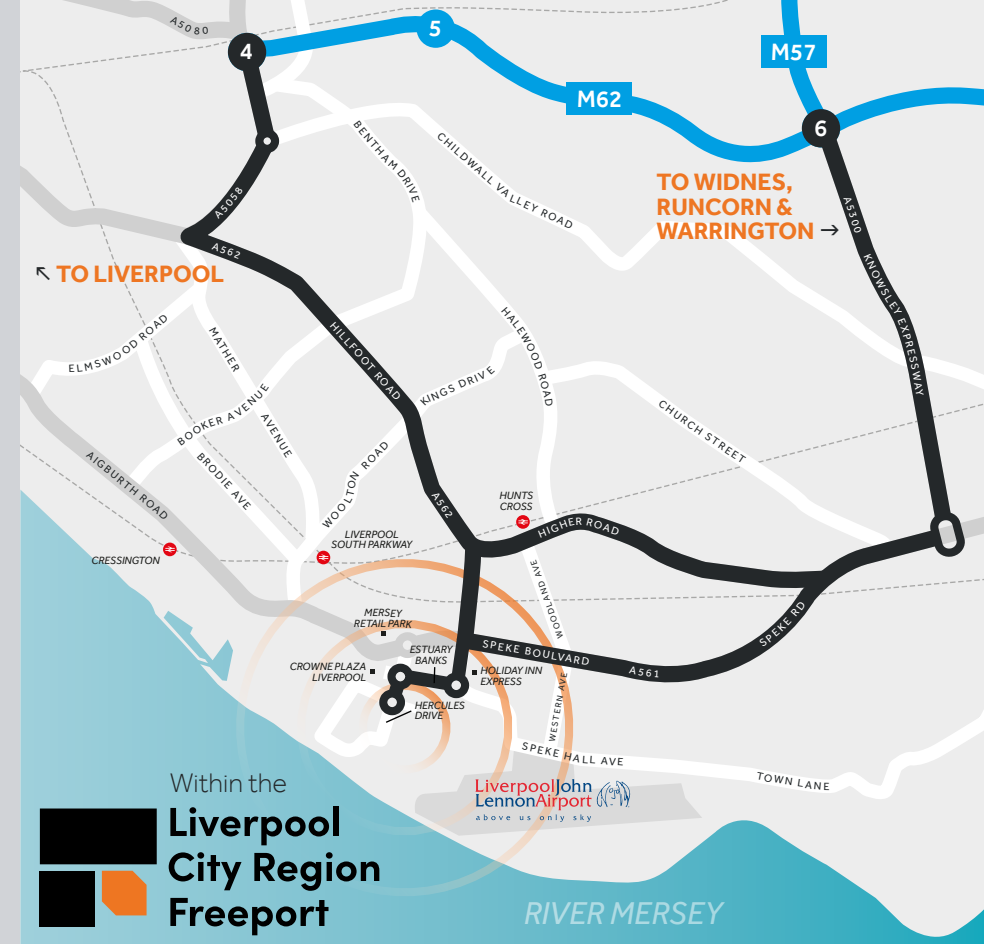 A5080
4
5
M57
M62
6
BENTHAM DRIVE
CHILDWALL VALLEY ROAD
TO WIDNES,
RUNCORN &
WARRINGTON →
A5300
KNOWSLEY EXPRESSWAY
A5058
A562
↖ TO LIVERPOOL
HILLFOOT ROAD
HALEWOOD ROAD
ELMSWOOD ROAD
MATHER
AVENUE
BOOKER AVENUE
BRODIE AVE
KINGS DRIVE
CHURCH STREET
WOOLTON ROAD
AIGBURTH ROAD
A562
HUNTS
CROSS
HIGHER ROAD
LIVERPOOL
SOUTH PARKWAY
CRESSINGTON
WOODLAND AVE
MERSEY
RETAIL PARK
SPEKE RD
SPEKE BOULVARD
A561
ESTUARY
BANKS
CROWNE PLAZA
LIVERPOOL
HOLIDAY INN
EXPRESS
HERCULES
DRIVE
WESTERN AVE
SPEKE HALL AVE
TOWN LANE
LiverpoolJohn
LennonAirport
above us only sky
Within the
Liverpool
City Region
Freeport
RIVER MERSEY